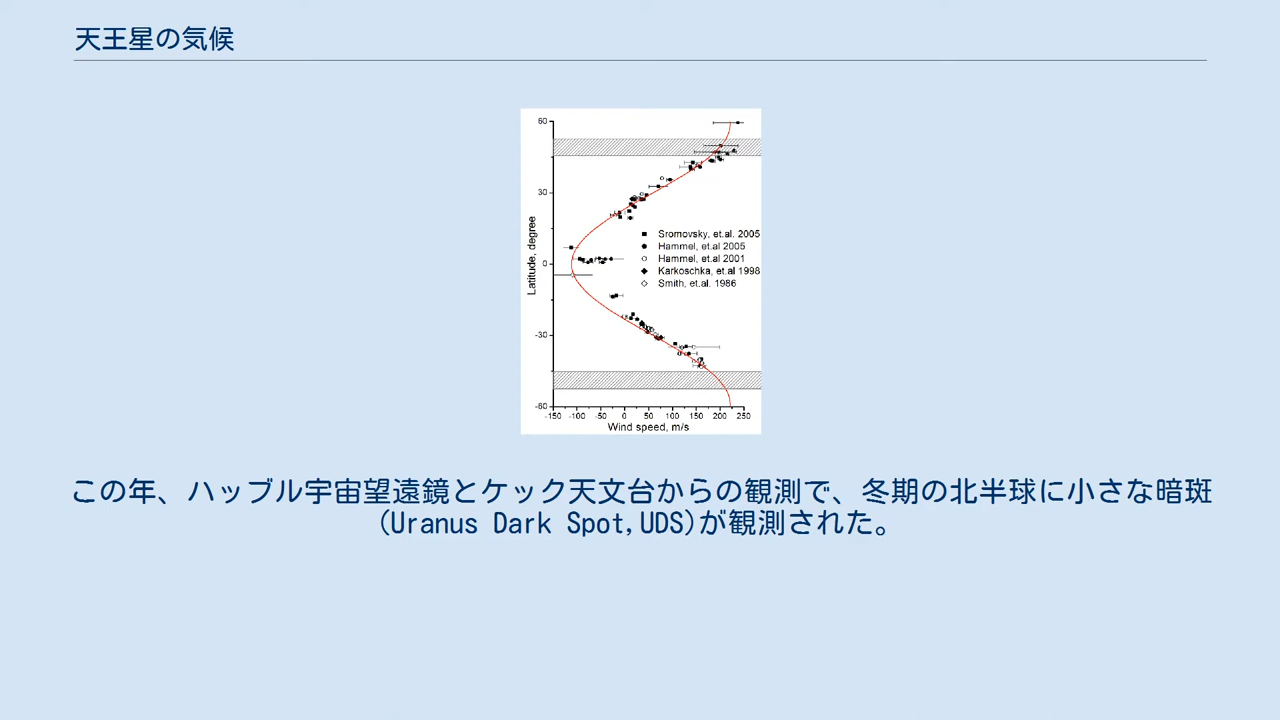 天王星の気候
60
30
0
-30
-60
Latitude, degree
Sromovsky, et.al. 2005
Hammel, et.al 2005
Hammel, et.al 2001
Karkoschka, et.al 1998
Smith, et.al. 1986
-150 -100 -50 0 50 100 150 200 250
Wind speed, m/s
この年、ハッブル宇宙望遠鏡とケック天文台からの観測で、冬期の北半球に小さな暗斑
(Uranus Dark Spot,UDS)が観測された。